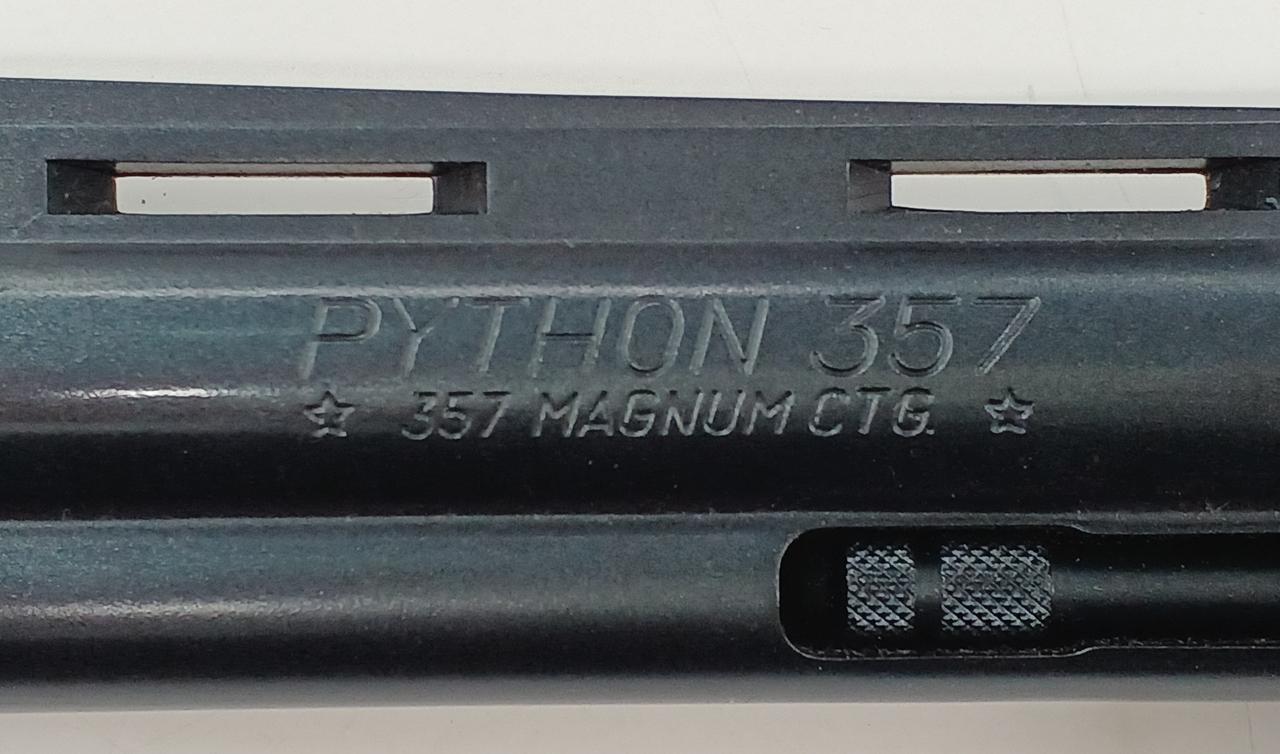 PYTHON 357
☆ 357 MAGNUM CTG. ☆